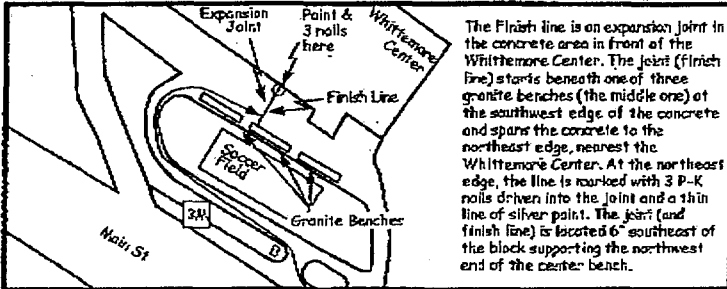 Expansion
Joint
Paint &
3 nails
here
Whittemore
Center
Finish Line
Soccer
Field
Granite Benches
3M
Main St
B
The Finish line is an expansion joint in
the concrete area in front of the
Whittemore Center. The joint (finish
line) starts beneath one of three
granite benches (the middle one) at
the southwest edge of the concrete
and spans the concrete to the
northeast edge, nearest the
Whittemore Center. At the northeast
edge, the line is marked with 3 P-K
nails driven into the joint and a thin
line of silver paint. The joint (and
finish line) is located 6" southeast of
the block supporting the northwest
end of the center bench.